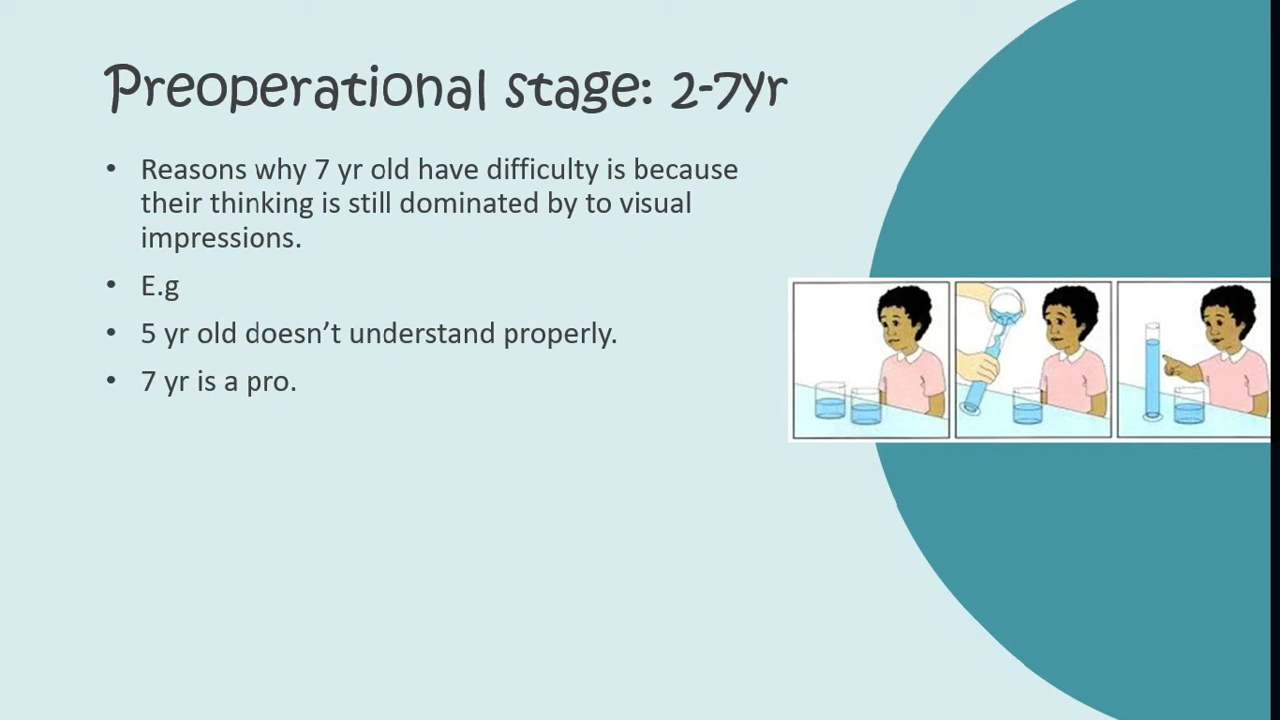 Preoperational stage: 2-7yr
• Reasons why 7 yr old have difficulty is because
their thinking is still dominated by to visual
impressions.
• E.g
• 5 yr old doesn’t understand properly.
• 7 yr is a pro.